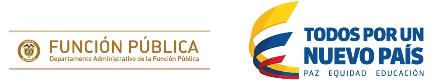 FUNCIÓN PÚBLICA
Departamento Administrativo de la Función Pública
TODOS POR UN
NUEVO PAÍS
PAZ EQUIDAD EDUCACIÓN